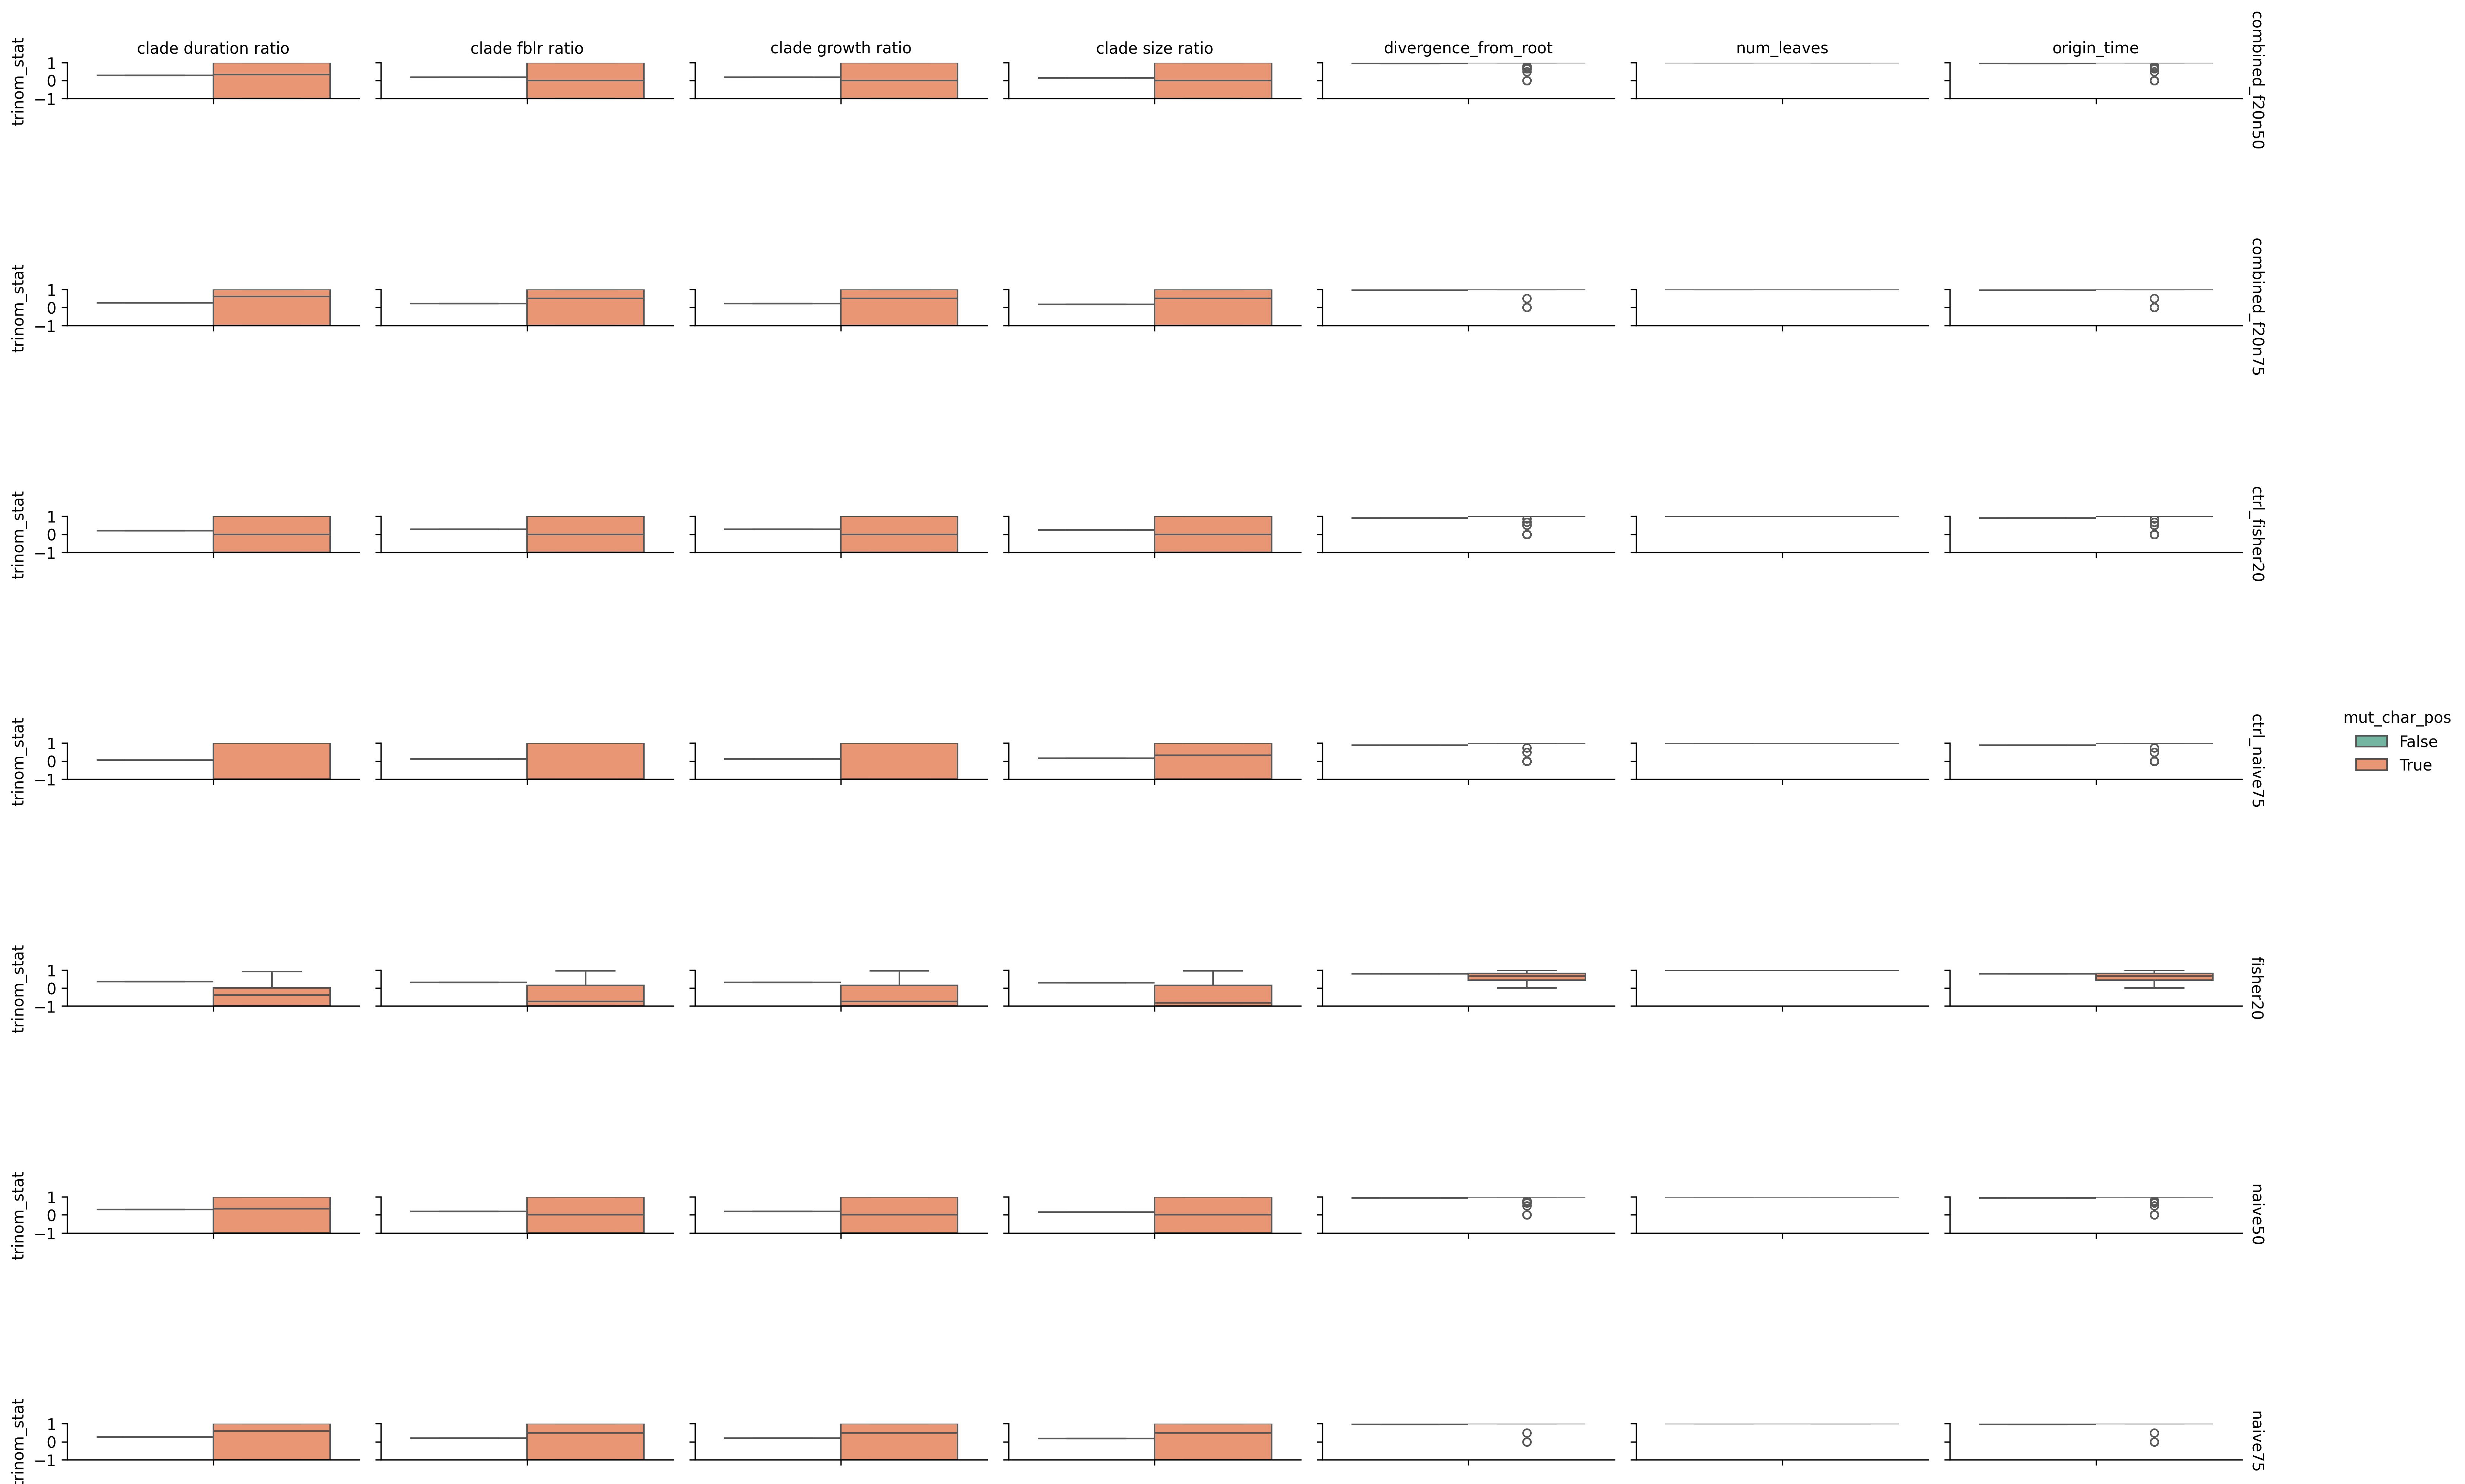 clade duration ratio
clade fblr ratio
clade growth ratio
clade size ratio
divergence_from_root
num_leaves
origin_time
trinom_stat
1
0
−1
combined_f20n50
trinom_stat
1
0
−1
combined_f20n75
trinom_stat
1
0
−1
ctrl_fisher20
trinom_stat
1
0
−1
ctrl_naive75
mut_char_pos
False
True
trinom_stat
1
0
−1
fisher20
trinom_stat
1
0
−1
naive50
trinom_stat
1
0
−1
naive75